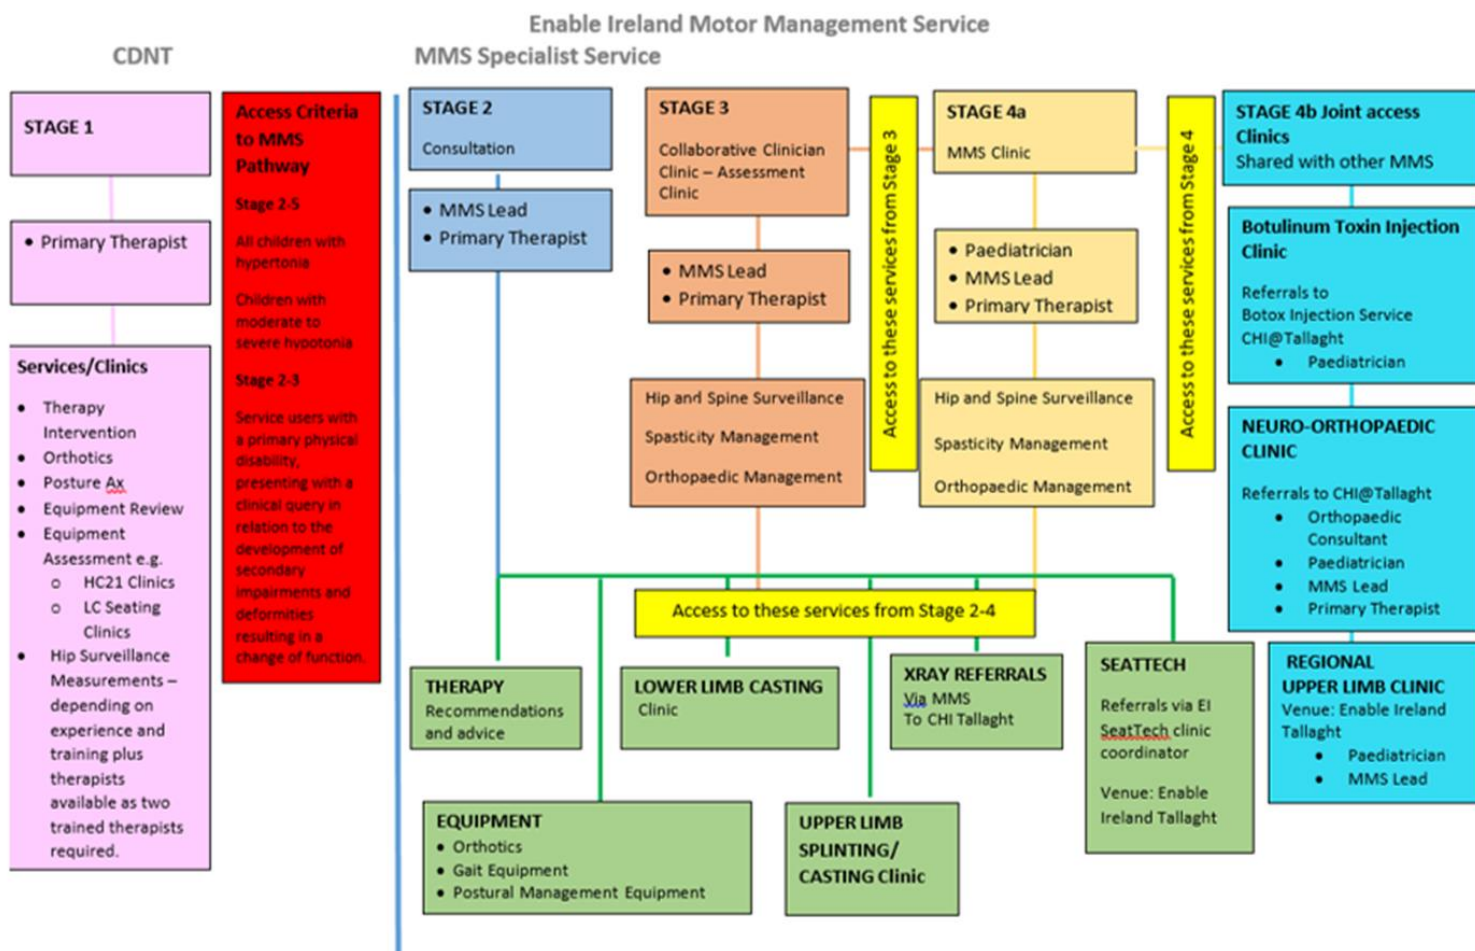 Enable Ireland Motor Management Service
CDNT
MMS Specialist Service
STAGE 1
• Primary Therapist
Services/Clinics
• Therapy
Intervention
• Orthotics
• Posture Ax
• Equipment Review
• Equipment
Assessment e.g.
o HC21 Clinics
o LC Seating
Clinics
• Hip Surveillance
Measurements –
depending on
experience and
training plus
therapists
available as two
trained therapists
required.
Access Criteria
to MMS
Pathway
Stage 2-5
All children with
hypertonia
Children with
moderate to
severe hypotonia
Stage 2-3
Service users with
a primary physical
disability,
presenting with a
clinical query in
relation to the
development of
secondary
impairments and
deformities
resulting in a
change of function.
STAGE 2
Consultation
• MMS Lead
• Primary Therapist
STAGE 3
Collaborative Clinician
Clinic – Assessment
Clinic
• MMS Lead
• Primary Therapist
Hip and Spine Surveillance
Spasticity Management
Orthopaedic Management
Access to these services from Stage 3
STAGE 4a
MMS Clinic
• Paediatrician
• MMS Lead
• Primary Therapist
Hip and Spine Surveillance
Spasticity Management
Orthopaedic Management
Access to these services from Stage 4
STAGE 4b Joint access
Clinics
Shared with other MMS
Botulinum Toxin Injection
Clinic
Referrals to
Botox Injection Service
CHI@Tallaght
• Paediatrician
NEURO-ORTHOPAEDIC
CLINIC
Referrals to CHI@Tallaght
• Orthopaedic
Consultant
• Paediatrician
• MMS Lead
• Primary Therapist
REGIONAL
UPPER LIMB CLINIC
Venue: Enable Ireland
Tallaght
• Paediatrician
• MMS Lead
Access to these services from Stage 2-4
THERAPY
Recommendations
and advice
LOWER LIMB CASTING
Clinic
XRAY REFERRALS
Via MMS
To CHI Tallaght
SEATTECH
Referrals via EI
SeatTech clinic
coordinator
Venue: Enable
Ireland Tallaght
EQUIPMENT
• Orthotics
• Gait Equipment
• Postural Management Equipment
UPPER LIMB
SPLINTING/
CASTING Clinic